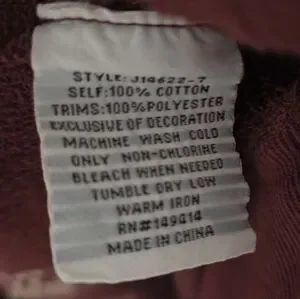 STYLE:J14622-7
SELF:100% COTTON
TRIMS:100%POLYESTER
EXCLUSIVE OF DECORATION
MACHINE WASH COLD
ONLY NON-CHLORINE
BLEACH WHEN NEEDED
TUMBLE DRY LOW
WARM IRON
RN#149414
MADE IN CHINA